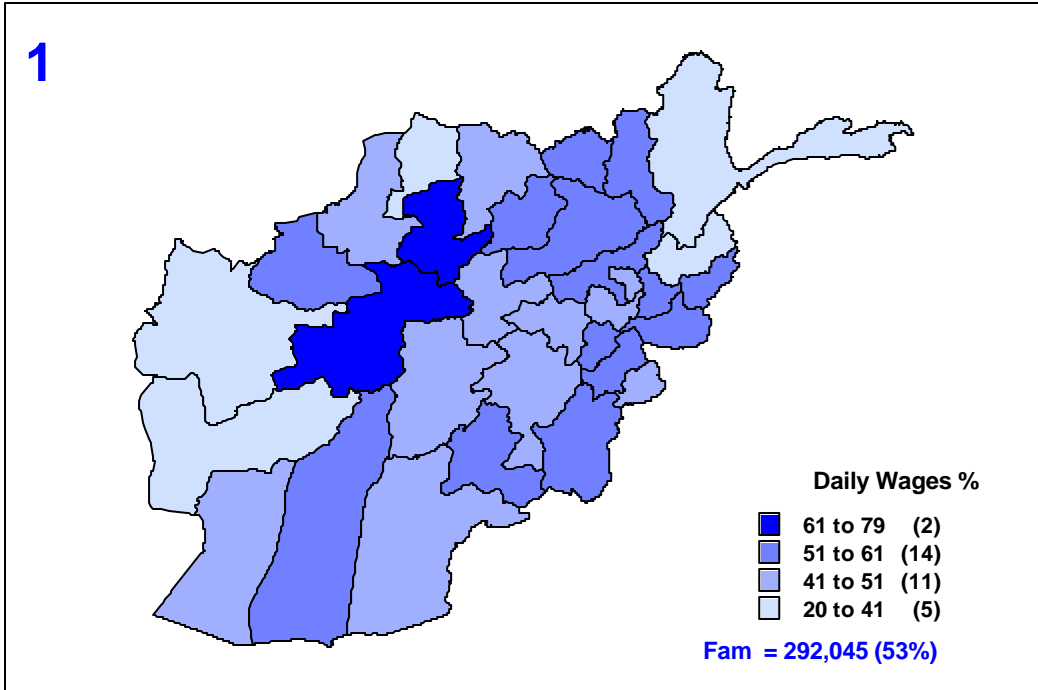 1
Daily Wages %
61 to 79 (2)
51 to 61 (14)
41 to 51 (11)
20 to 41 (5)
Fam = 292,045 (53%)